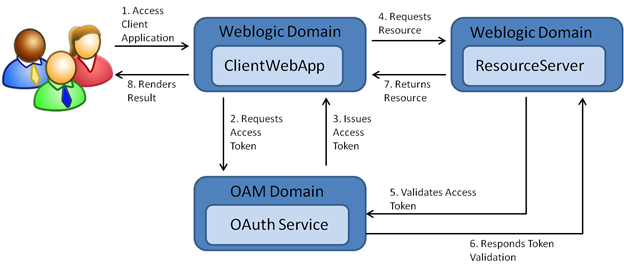 1. Access
Client
Application
Weblogic Domain
ClientWebApp
4. Requests
Resource
Weblogic Domain
ResourceServer
8. Renders
Result
7. Returns
Resource
2. Requests
Access
Token
3. Issues
Access
Token
OAM Domain
OAuth Service
5. Validates Access
Token
6. Responds Token
Validation